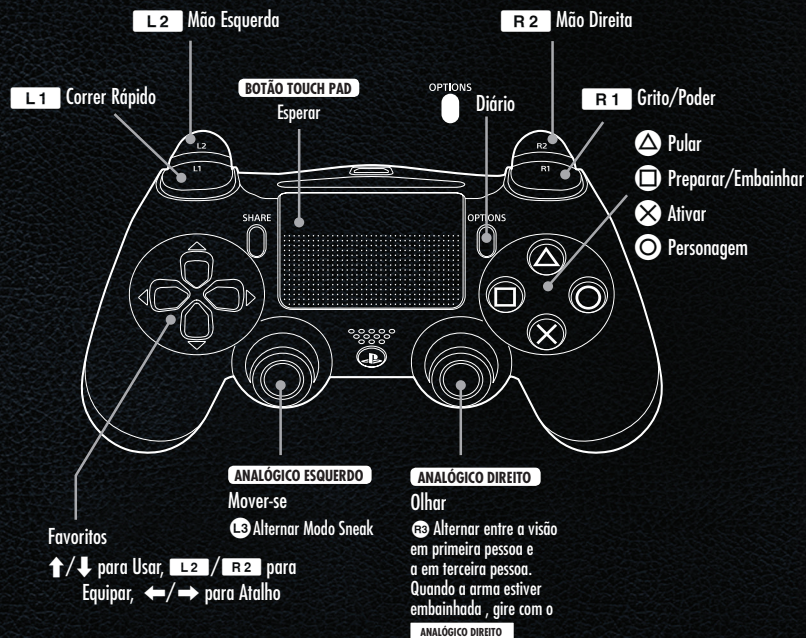 L2 Mão Esquerda
R2 Mão Direita
L1 Correr Rápido
BOTÃO TOUCH PAD
Esperar
OPTIONS
Diário
R1 Grito/Poder
L2
L1
R2
R1
△ Pular
□ Preparar/Embainhar
✕ Ativar
○ Personagem
SHARE
OPTIONS
ANALÓGICO ESQUERDO
Mover-se
L3 Alternar Modo Sneak
ANALÓGICO DIREITO
Olhar
R3 Alternar entre a visão
em primeira pessoa e
a em terceira pessoa.
Quando a arma estiver
embainhada , gire com o
ANALÓGICO DIREITO
Favoritos
↑/↓ para Usar, L2 / R2 para
Equipar, ←/→ para Atalho